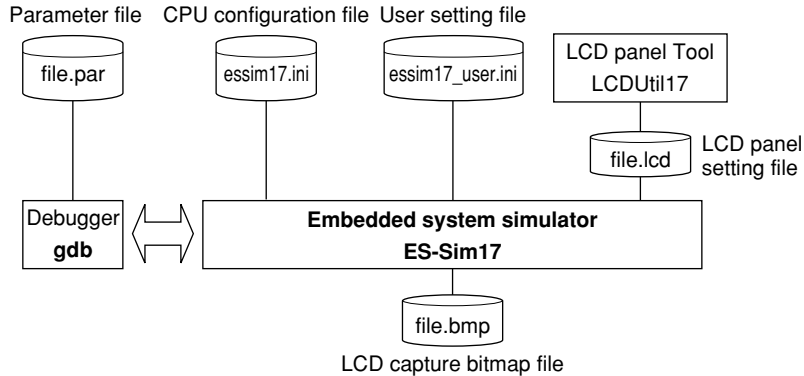 Parameter file
CPU configuration file
User setting file
file.par
essim17.ini
essim17_user.ini
LCD panel Tool
LCDUtil17
file.lcd
LCD panel
setting file
Debugger
gdb
Embedded system simulator
ES-Sim17
file.bmp
LCD capture bitmap file